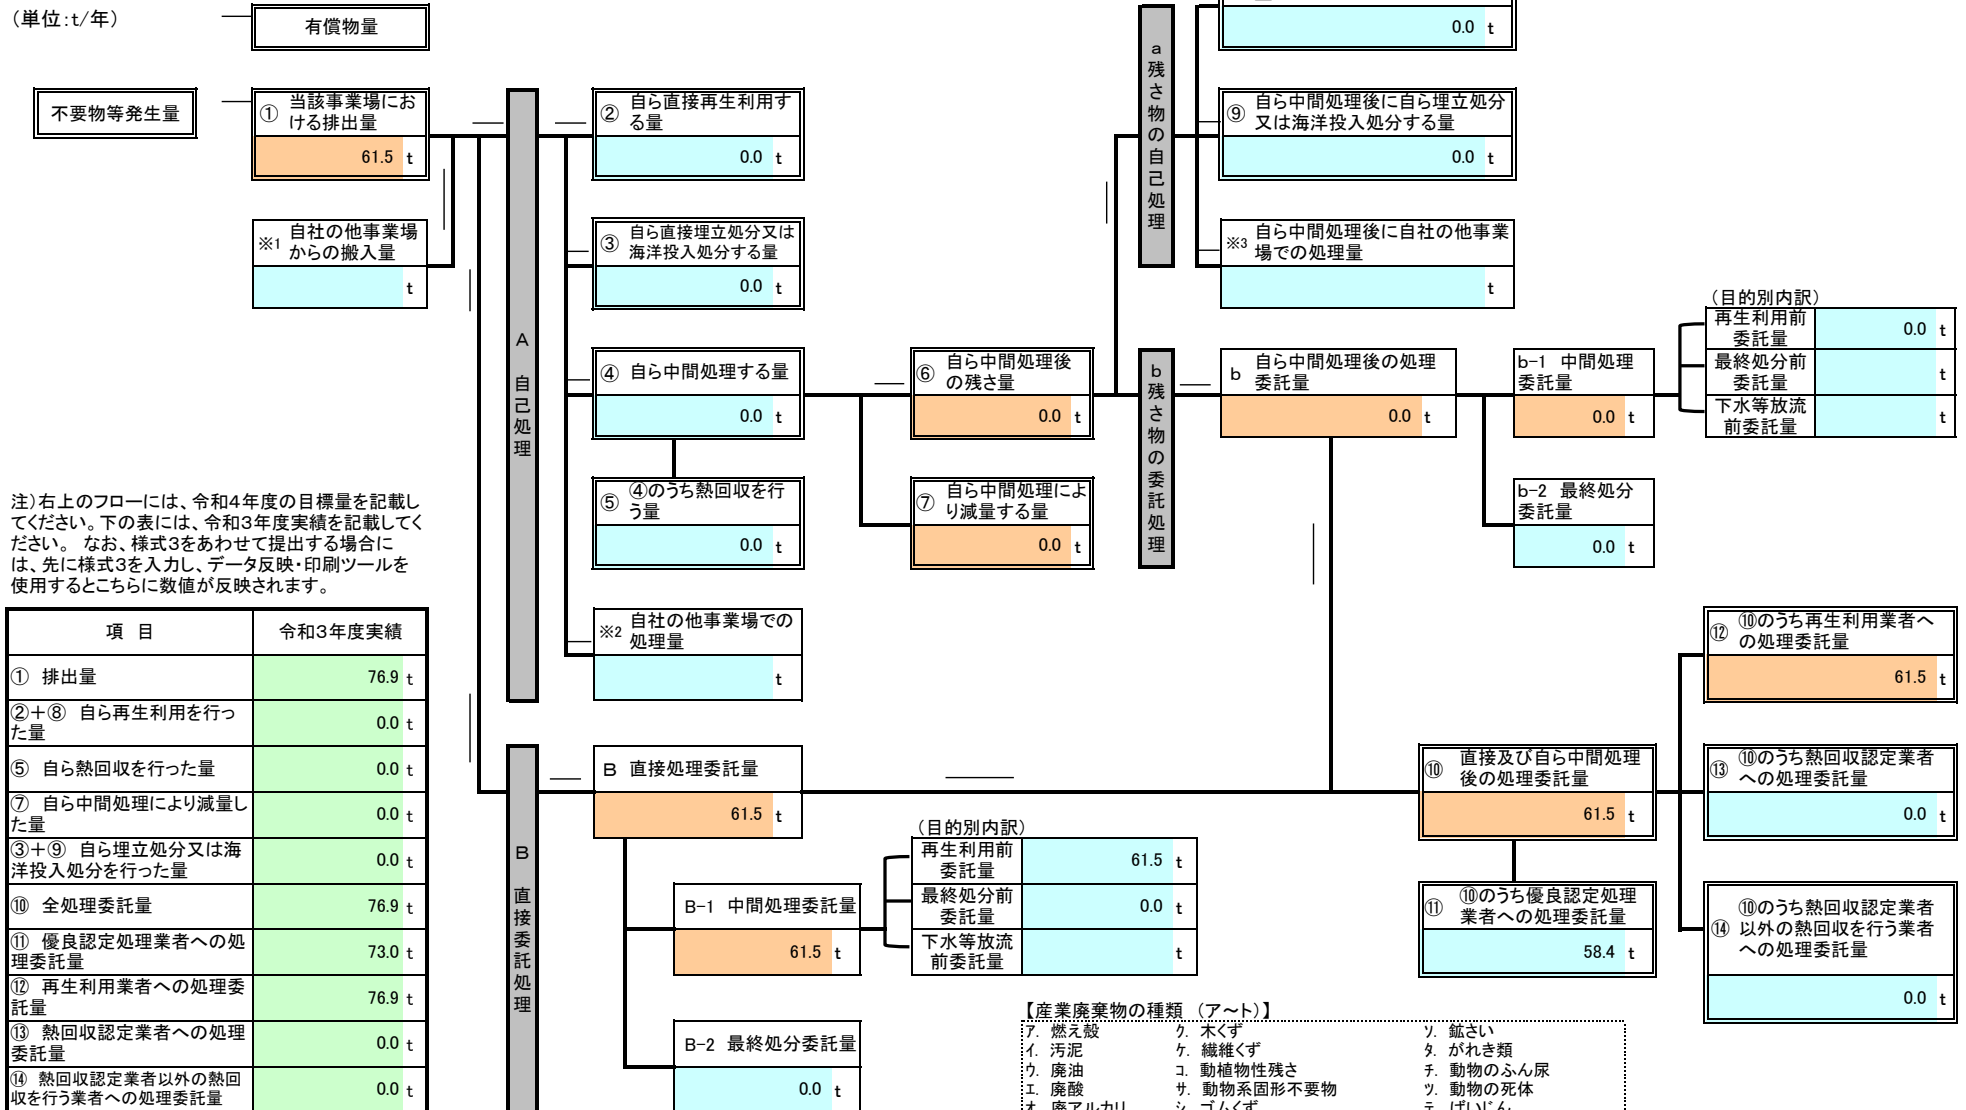 （単位：t/年）
有償物量
0.0 t
不要物等発生量
① 当該事業場にお
ける排出量
61.5 t
※1 自社の他事業場
からの搬入量
t
A 自己処理
② 自ら直接再生利用す
る量
0.0 t
③ 自ら直接埋立処分又は
海洋投入処分する量
0.0 t
④ 自ら中間処理する量
0.0 t
⑤ ④のうち熱回収を行
う量
0.0 t
※2 自社の他事業場での
処理量
t
⑥ 自ら中間処理後
の残さ量
0.0 t
⑦ 自ら中間処理によ
り減量する量
0.0 t
a 残さ物の自己処理
⑨ 自ら中間処理後に自ら埋立処分
又は海洋投入処分する量
0.0 t
※3 自ら中間処理後に自社の他事業
場での処理量
t
b 残さ物の委託処理
b 自ら中間処理後の処理
委託量
0.0 t
b-1 中間処理
委託量
0.0 t
b-2 最終処分
委託量
0.0 t
（目的別内訳）
再生利用前
委託量
0.0 t
最終処分前
委託量
t
下水等放流
前委託量
t
注）右上のフローには、令和４年度の目標量を記載し
てください。下の表には、令和３年度実績を記載してく
ださい。 なお、様式３をあわせて提出する場合に
は、先に様式３を入力し、データ反映・印刷ツールを
使用するとこちらに数値が反映されます。
項 目 令和３年度実績
① 排出量 76.9 t
②＋⑧ 自ら再生利用を行っ
た量 0.0 t
⑤ 自ら熱回収を行った量 0.0 t
⑦ 自ら中間処理により減量し
た量 0.0 t
③＋⑨ 自ら埋立処分又は海
洋投入処分を行った量 0.0 t
⑩ 全処理委託量 76.9 t
⑪ 優良認定処理業者への処
理委託量 73.0 t
⑫ 再生利用業者への処理委
託量 76.9 t
⑬ 熱回収認定業者への処理
委託量 0.0 t
⑭ 熱回収認定業者以外の熱回
収を行う業者への処理委託量 0.0 t
B 直接委託処理
B 直接処理委託量
61.5 t
B-1 中間処理委託量
61.5 t
B-2 最終処分委託量
0.0 t
（目的別内訳）
再生利用前
委託量
61.5 t
最終処分前
委託量
0.0 t
下水等放流
前委託量
t
⑩ 直接及び自ら中間処理
後の処理委託量
61.5 t
⑪ ⑩のうち優良認定処理
業者への処理委託量
58.4 t
⑫ ⑩のうち再生利用業者へ
の処理委託量
61.5 t
⑬ ⑩のうち熱回収認定業者
への処理委託量
0.0 t
⑭ ⑩のうち熱回収認定業者
以外の熱回収を行う業者
への処理委託量
0.0 t
【産業廃棄物の種類 （ア～ト）】
ｱ. 燃え殻 ｸ. 木くず ｿ. 鉱さい
ｲ. 汚泥 ｹ. 繊維くず ﾀ. がれき類
ｳ. 廃油 ｺ. 動植物性残さ ﾁ. 動物のふん尿
ｴ. 廃酸 ｻ. 動物系固形不要物 ﾂ. 動物の死体
ｵ. 廃アルカリ ｼ. ゴムくず ﾃ. ばいじん